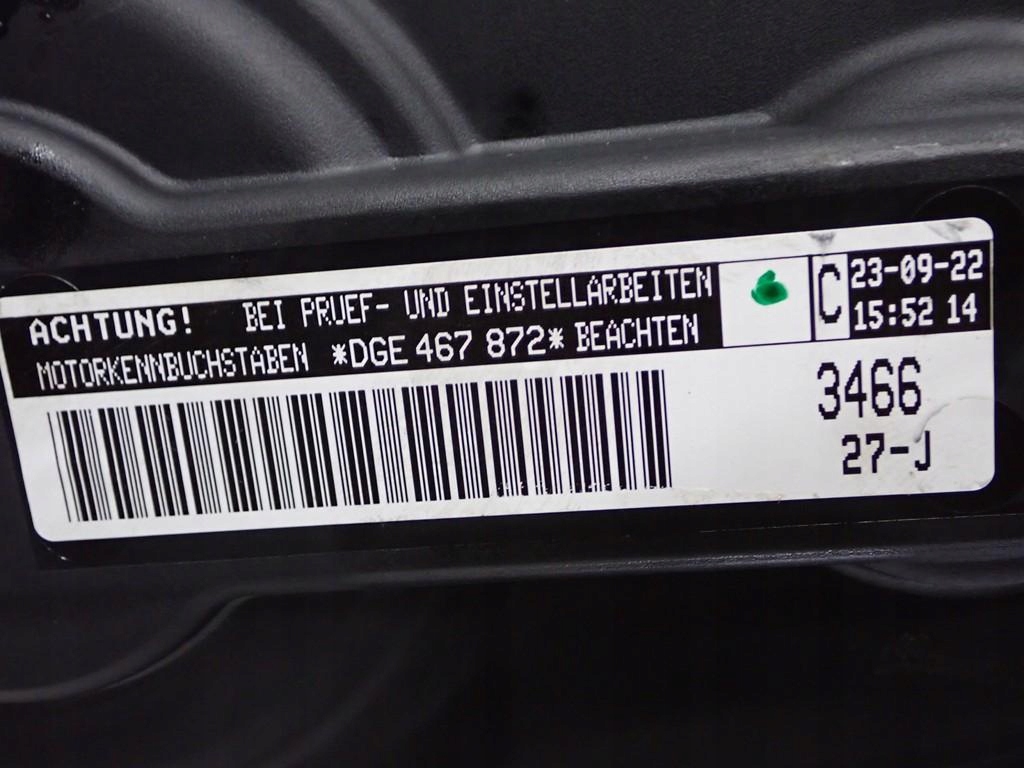 ACHTUNG! BEI PRUEF- UND EINSTELLARBEITEN
MOTORKENNBUCHSTABEN *DGE 467 872* BEACHTEN
C
23-09-22
15:52 14
3466
27-J